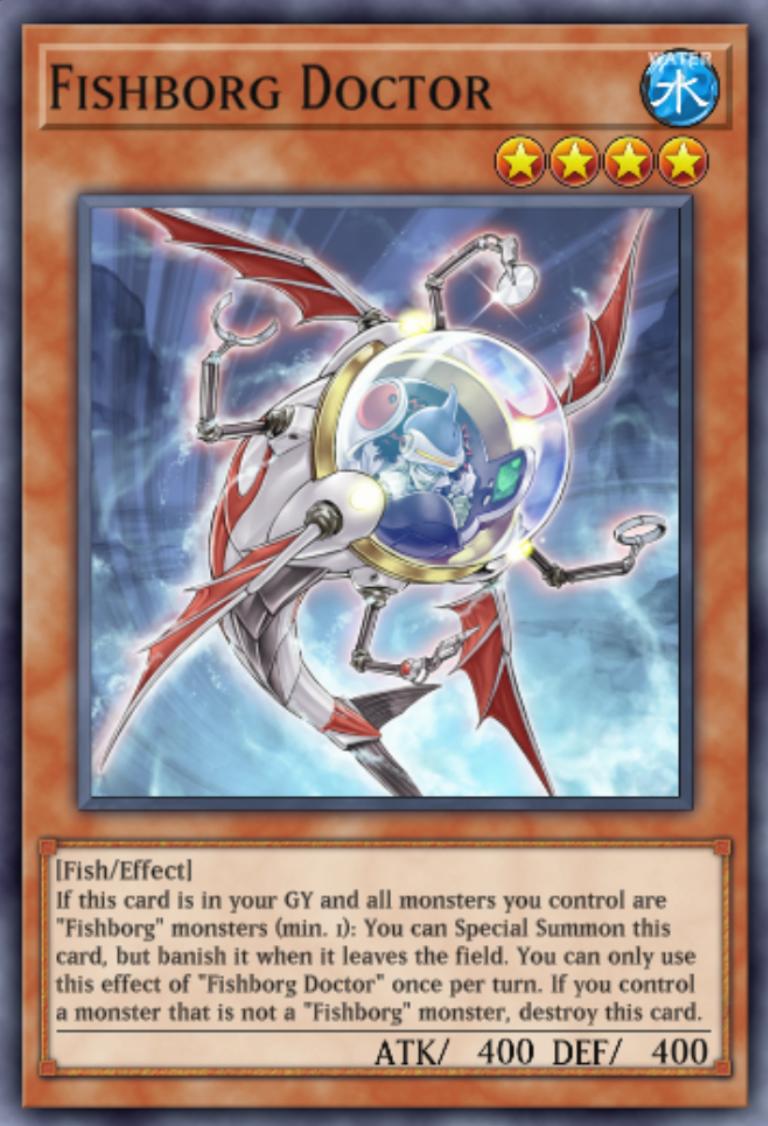 Fishborg Doctor
WATER
水
[Fish/Effect]
If this card is in your GY and all monsters you control are
"Fishborg" monsters (min. 1): You can Special Summon this
card, but banish it when it leaves the field. You can only use
this effect of "Fishborg Doctor" once per turn. If you control
a monster that is not a "Fishborg" monster, destroy this card.
ATK/ 400 DEF/ 400